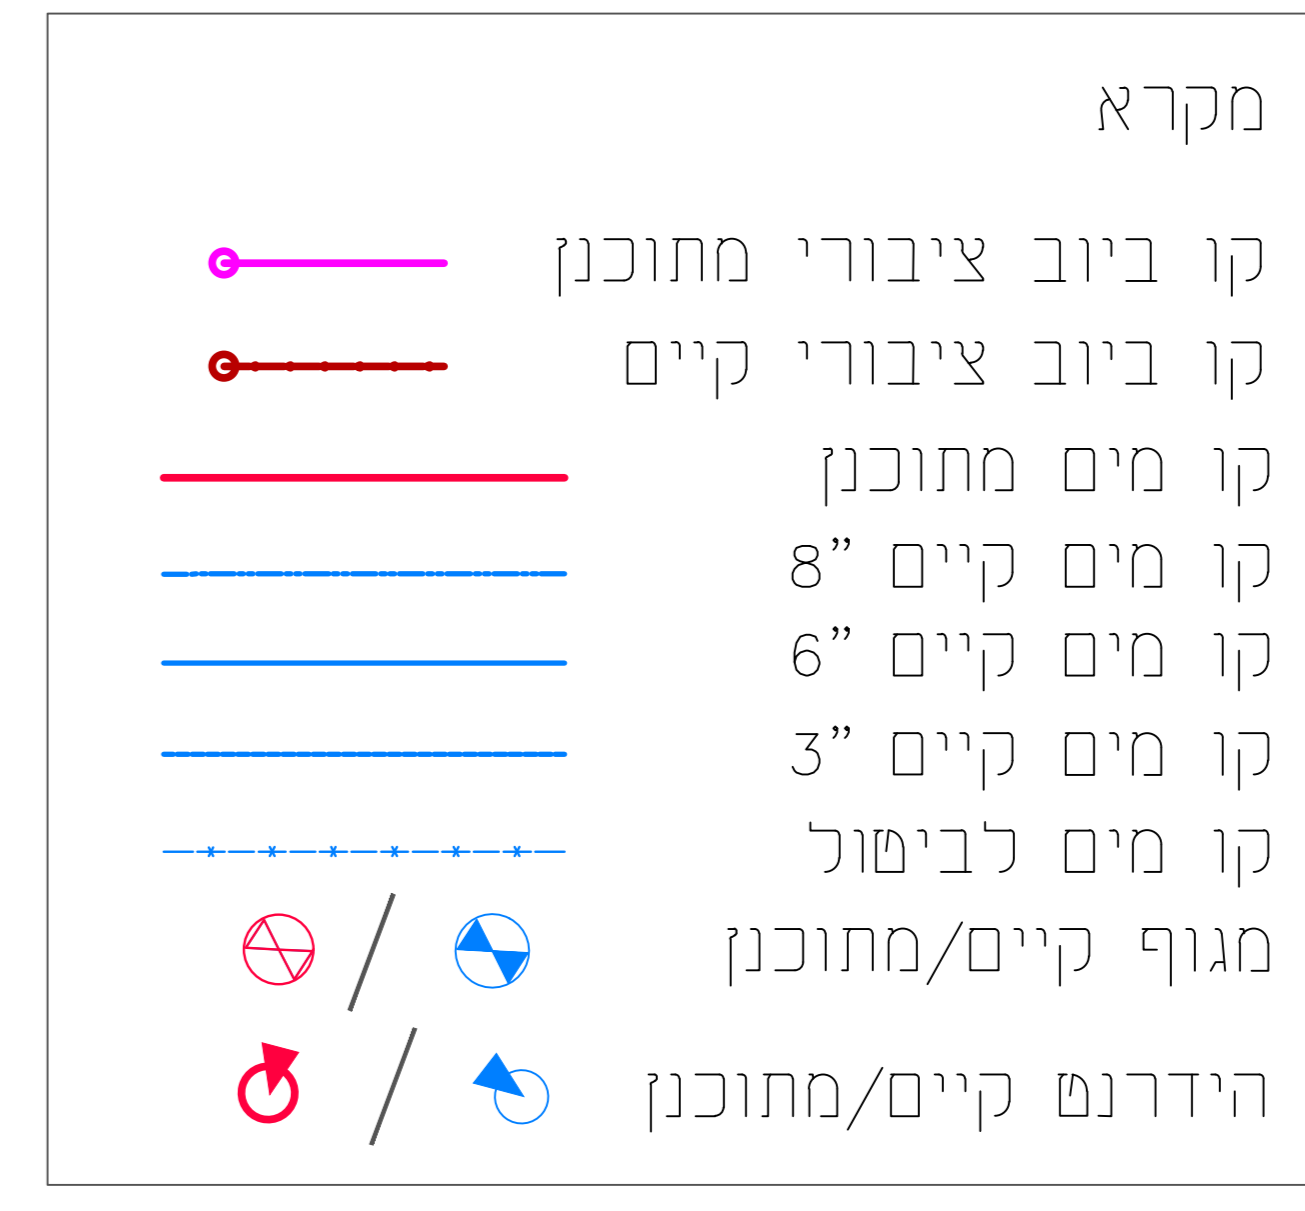 מקרא
קו ביוב ציבורי מתוכנן
קו ביוב ציבורי קיים
קו מים מתוכנן
קו מים קיים 8"
קו מים קיים 6"
קו מים קיים 3"
קו מים לביטול
מגוף קיים/מתוכנן
הידרנט קיים/מתוכנן